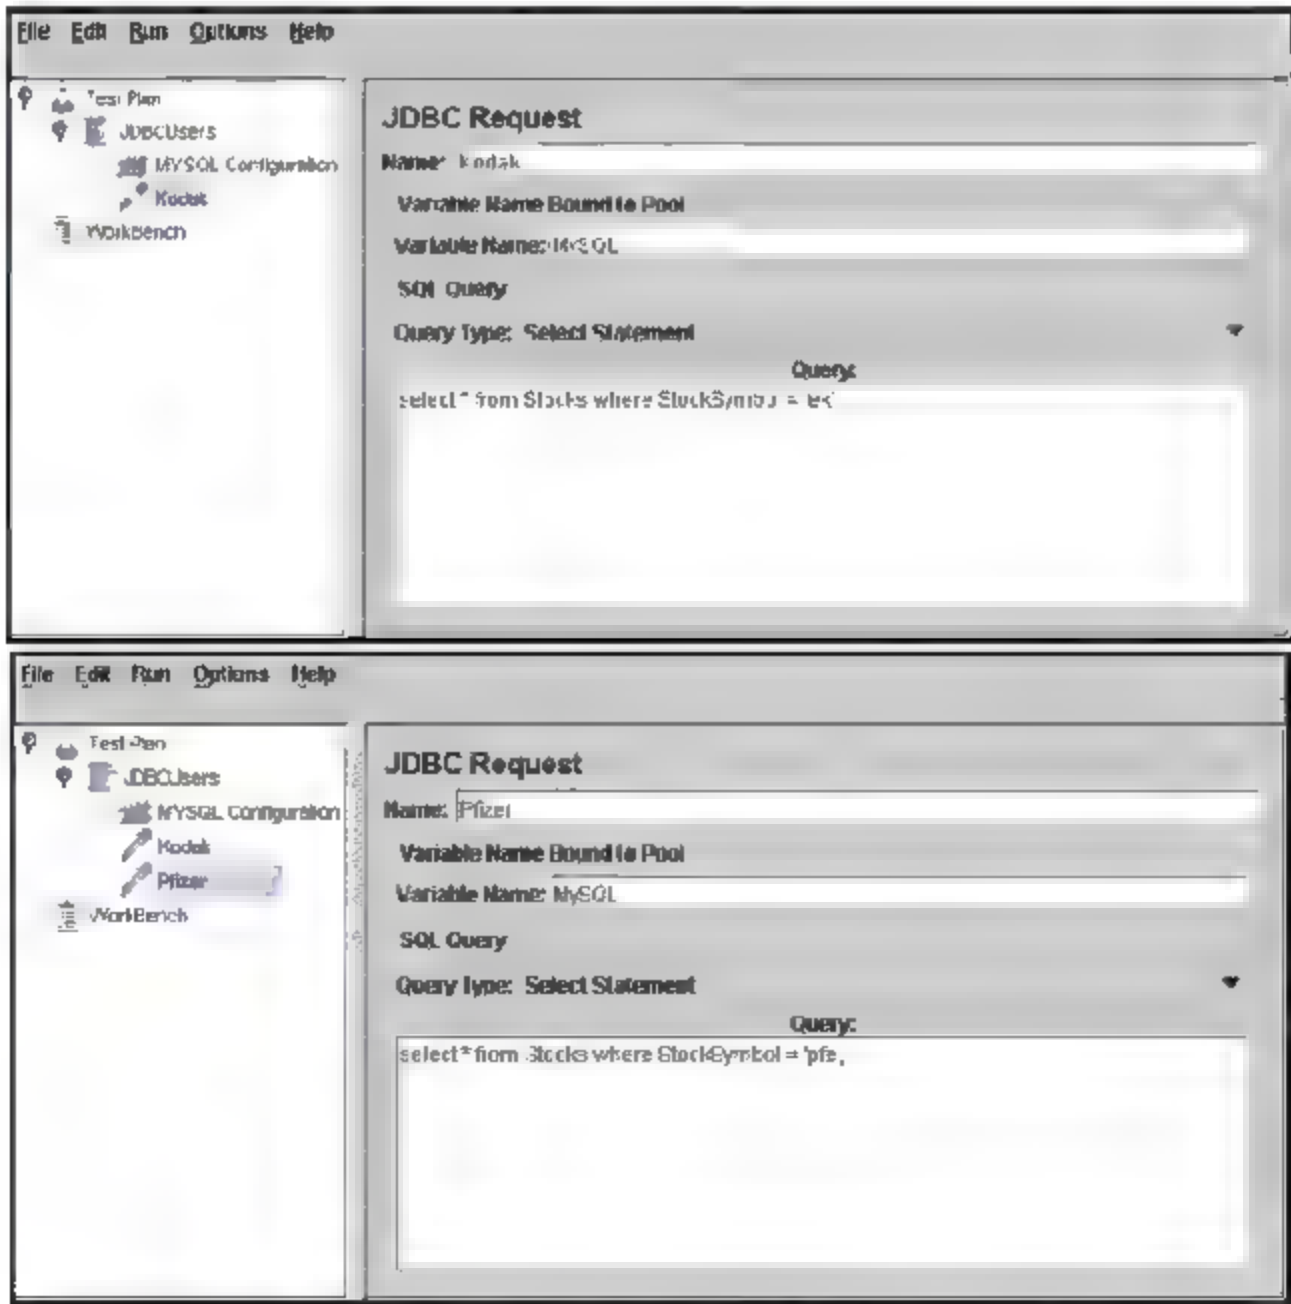 File Edit Run Options Help
Test Plan
JDBCUsers
MYSQL Configuration
Kodak
WorkBench
JDBC Request
Name: Kodak
Variable Name Bound to Pool
Variable Name: MySQL
SQL Query
Query Type: Select Statement
Query:
select * from Stocks where StockSymbol = 'ek'
File Edit Run Options Help
Test Plan
JDBCUsers
MYSQL Configuration
Kodak
Pfizer
WorkBench
JDBC Request
Name: Pfizer
Variable Name Bound to Pool
Variable Name: MySQL
SQL Query
Query Type: Select Statement
Query:
select * from Stocks where StockSymbol = 'pfe'